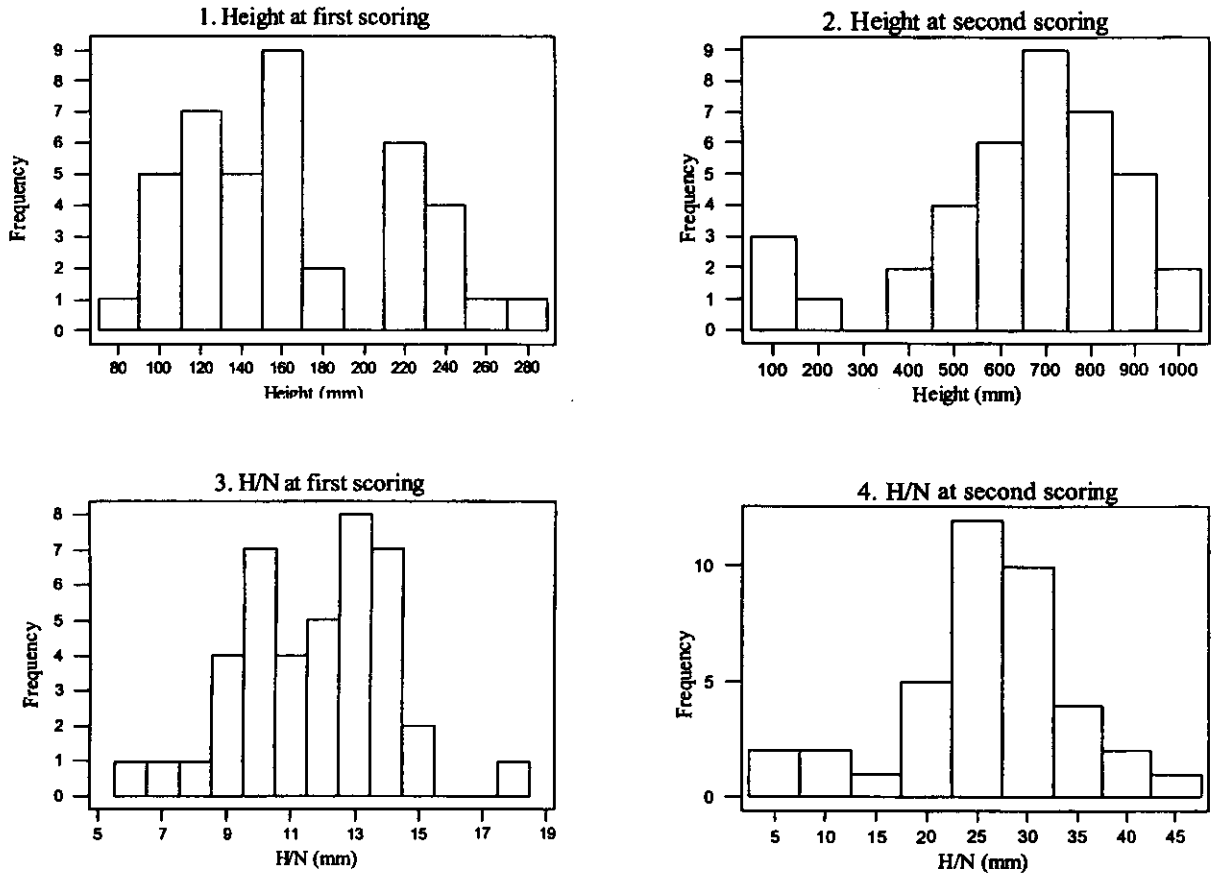 1. Height at first scoring
9
8
7
6
5
4
3
2
1
0
Frequency
80 100 120 140 160 180 200 220 240 260 280
Height (mm)
2. Height at second scoring
9
8
7
6
5
4
3
2
1
0
Frequency
100 200 300 400 500 600 700 800 900 1000
Height (mm)
3. H/N at first scoring
8
7
6
5
4
3
2
1
0
Frequency
5 7 9 11 13 15 17 19
H/N (mm)
4. H/N at second scoring
10
5
0
Frequency
5 10 15 20 25 30 35 40 45
H/N (mm)